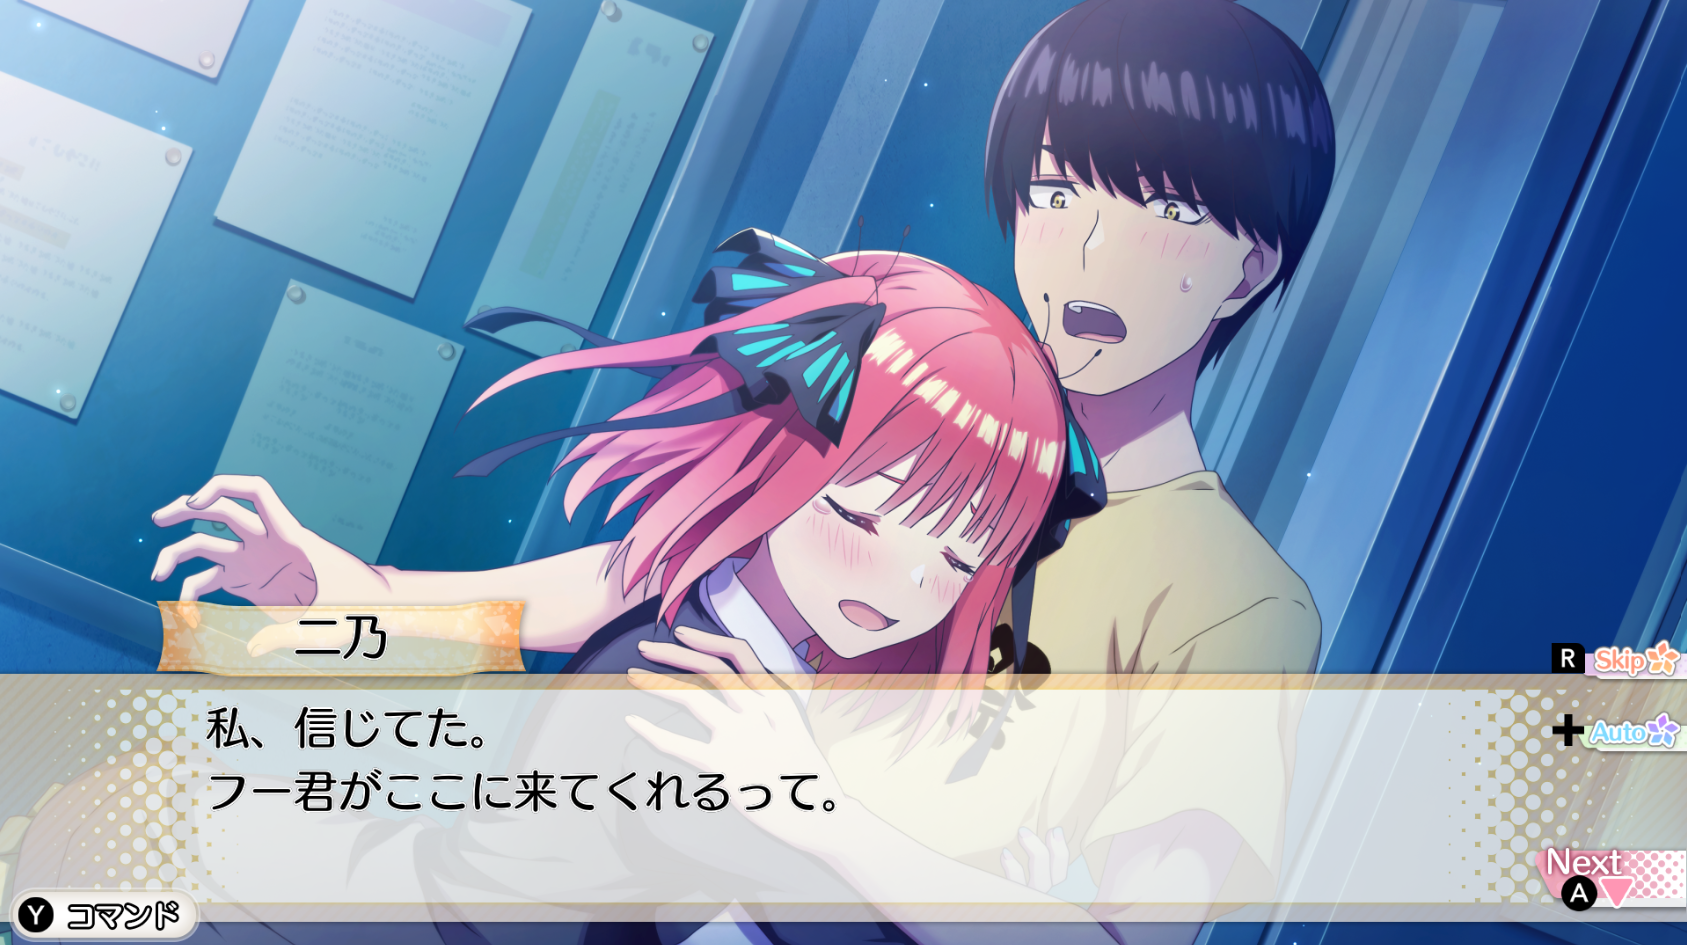 二乃
私、信じてた。
フー君がここに来てくれるって。
R Skip
+ Auto
Next
A
Y コマンド